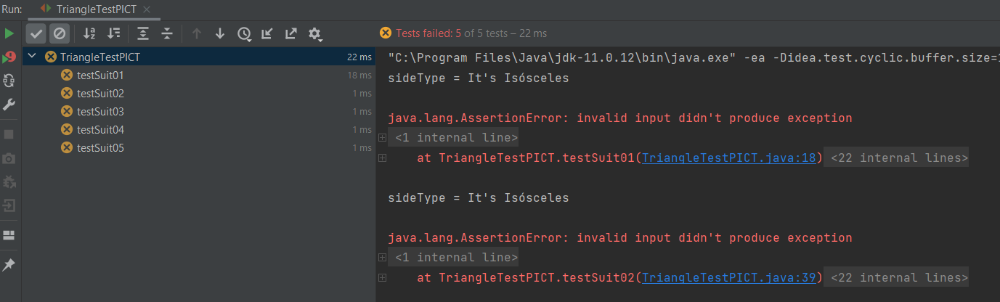 Run: TriangleTestPICT
Tests failed: 5 of 5 tests – 22 ms
TriangleTestPICT 22 ms
testSuit01 18 ms
testSuit02 1 ms
testSuit03 1 ms
testSuit04 1 ms
testSuit05 1 ms
"C:\Program Files\Java\jdk-11.0.12\bin\java.exe" -ea -Didea.test.cyclic.buffer.size=
sideType = It's Isósceles
java.lang.AssertionError: invalid input didn't produce exception
<1 internal line>
at TriangleTestPICT.testSuit01(TriangleTestPICT.java:18) <22 internal lines>
sideType = It's Isósceles
java.lang.AssertionError: invalid input didn't produce exception
<1 internal line>
at TriangleTestPICT.testSuit02(TriangleTestPICT.java:39) <22 internal lines>